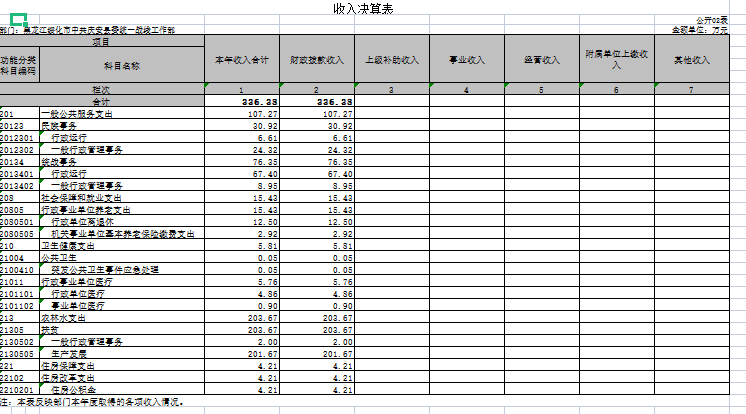 收入决算表
公开02表
部门：黑龙江绥化市中共庆安县委统一战线工作部 金额单位：万元
项目 本年收入合计 财政拨款收入 上级补助收入 事业收入 经营收入 附属单位上缴收入 其他收入
功能分类科目编码 科目名称
栏次 1 2 3 4 5 6 7
合计 336.38 336.38
201 一般公共服务支出 107.27 107.27
20123 民族事务 30.92 30.92
2012301 行政运行 6.61 6.61
2012302 一般行政管理事务 24.32 24.32
20134 统战事务 76.35 76.35
2013401 行政运行 67.40 67.40
2013402 一般行政管理事务 8.95 8.95
208 社会保障和就业支出 15.43 15.43
20805 行政事业单位养老支出 15.43 15.43
2080501 行政单位离退休 12.50 12.50
2080505 机关事业单位基本养老保险缴费支出 2.92 2.92
210 卫生健康支出 5.81 5.81
21004 公共卫生 0.05 0.05
2100410 突发公共卫生事件应急处理 0.05 0.05
21011 行政事业单位医疗 5.76 5.76
2101101 行政单位医疗 4.86 4.86
2101102 事业单位医疗 0.90 0.90
213 农林水支出 203.67 203.67
21305 扶贫 203.67 203.67
2130502 一般行政管理事务 2.00 2.00
2130505 生产发展 201.67 201.67
221 住房保障支出 4.21 4.21
22102 住房改革支出 4.21 4.21
2210201 住房公积金 4.21 4.21
注：本表反映部门本年度取得的各项收入情况。